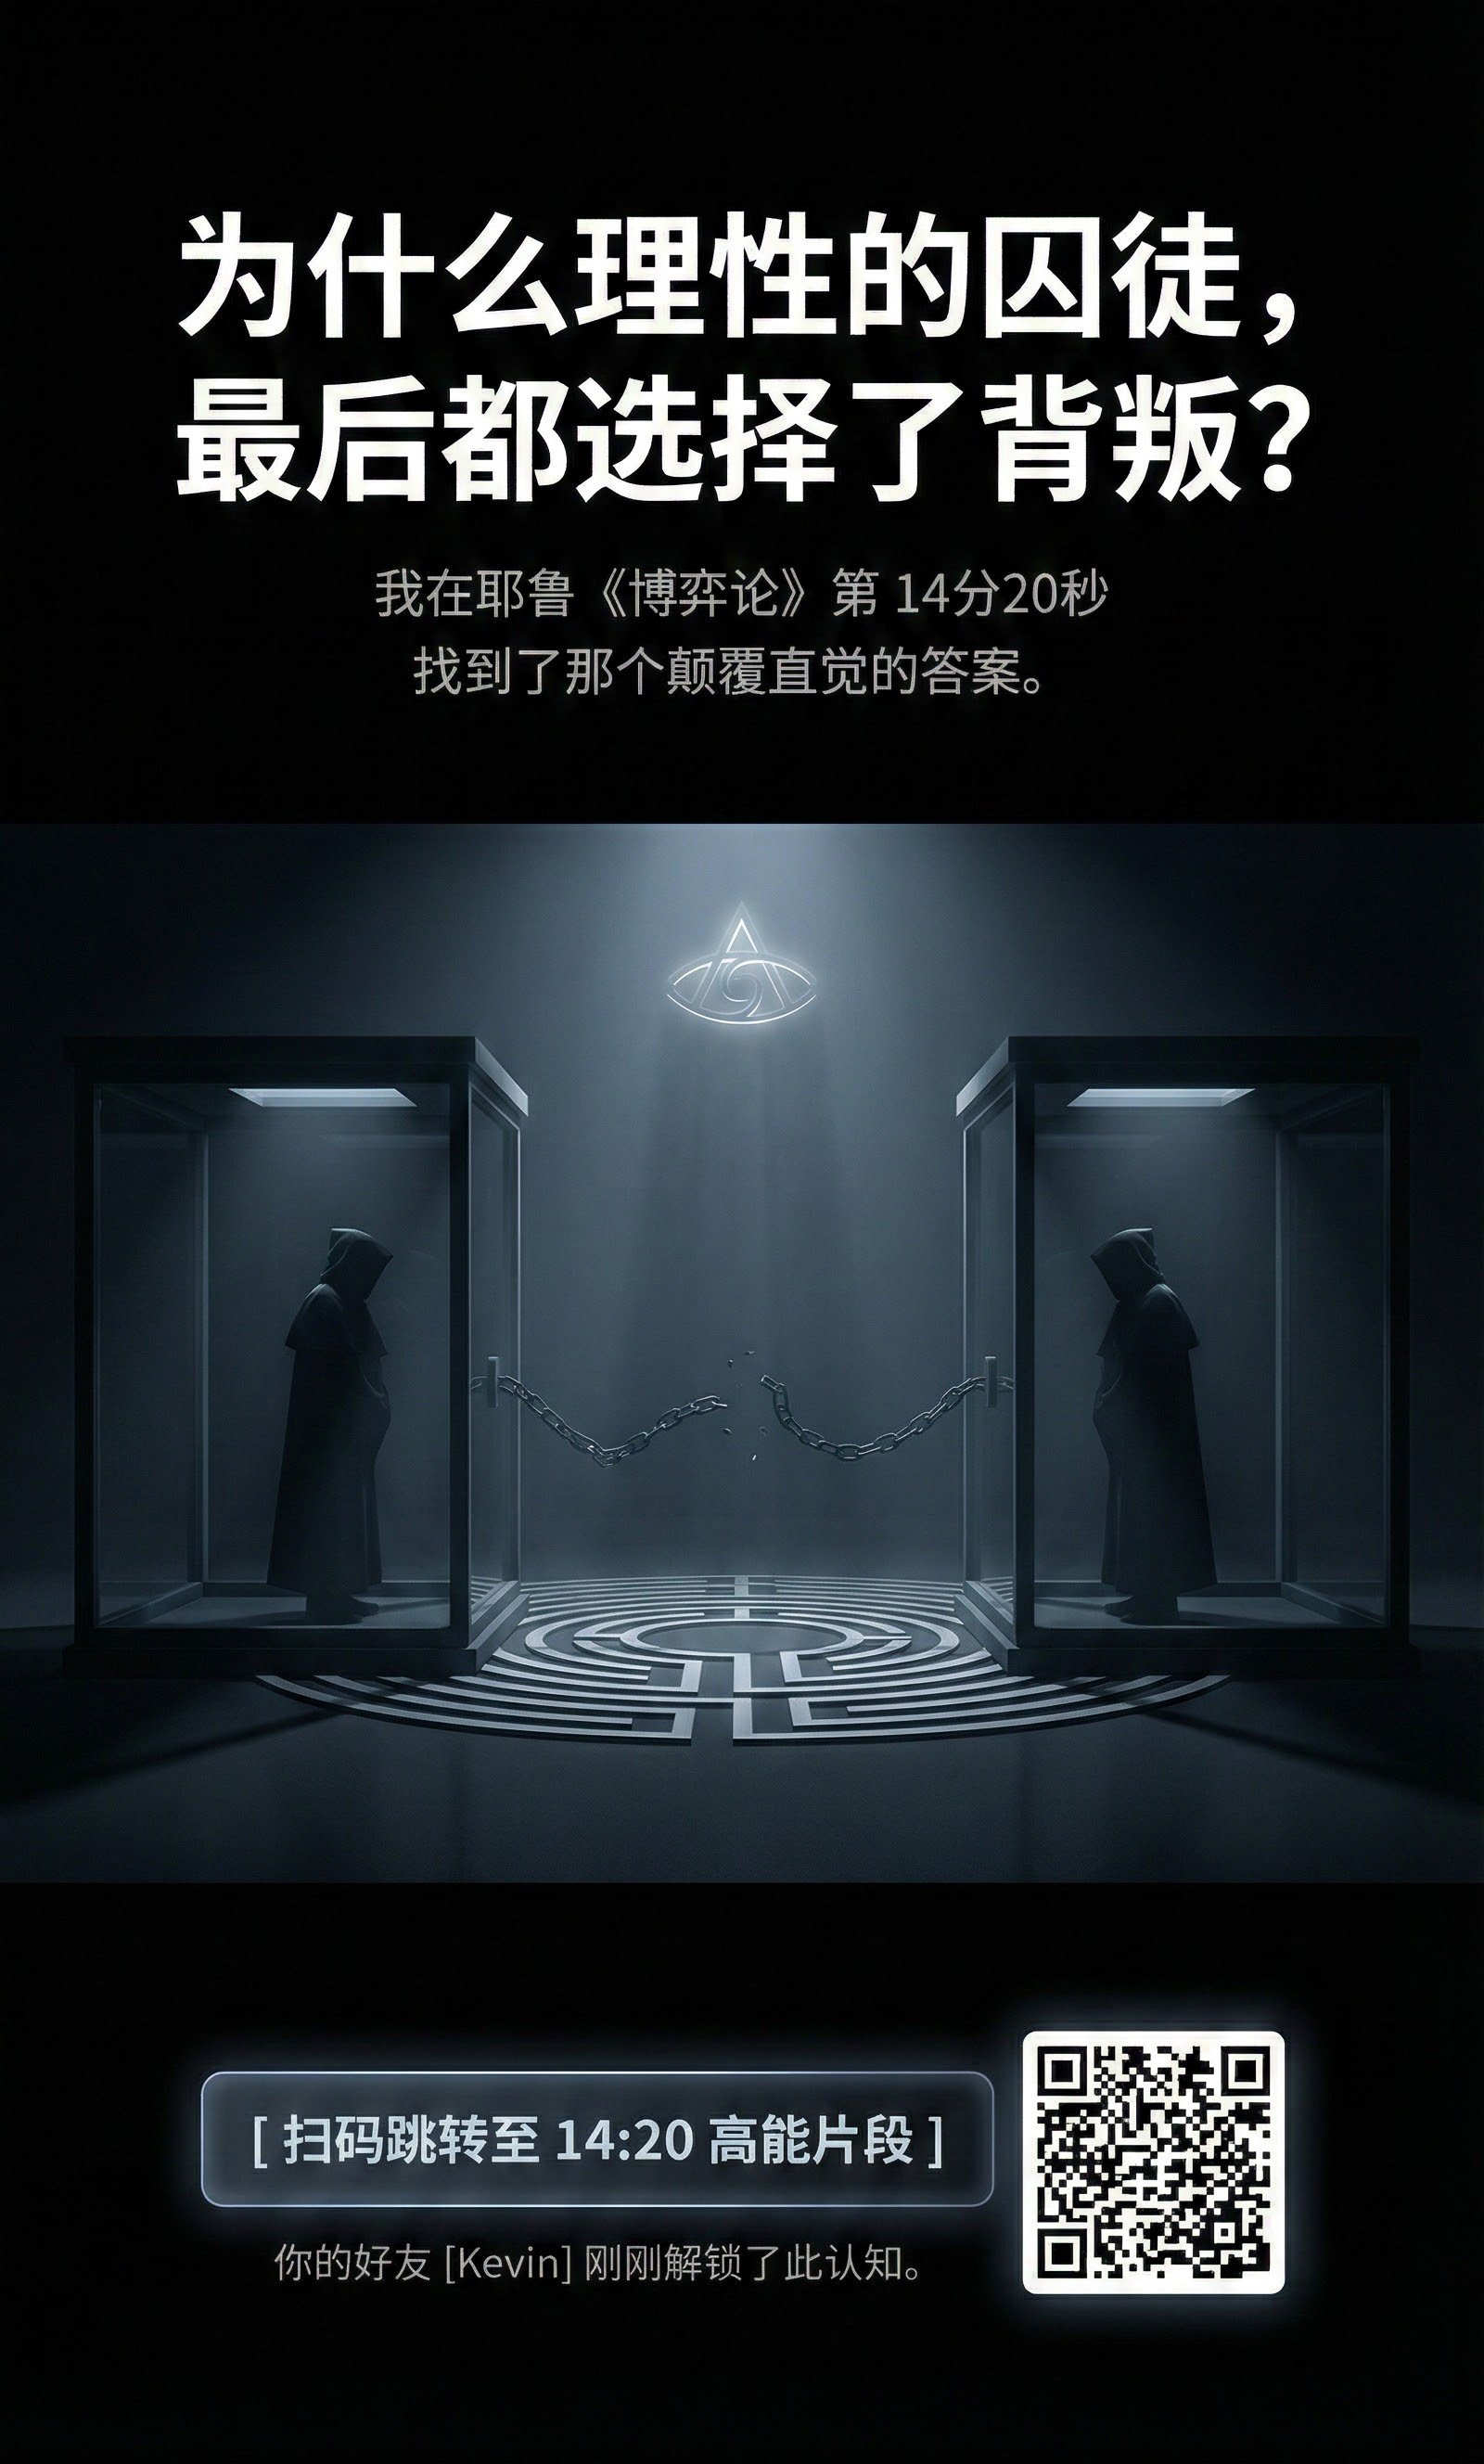 为什么理性的囚徒，
最后都选择了背叛？
我在耶鲁《博弈论》第 14分20秒
找到了那个颠覆直觉的答案。
[ 扫码跳转至 14:20 高能片段 ]
你的好友 [Kevin] 刚刚解锁了此认知。